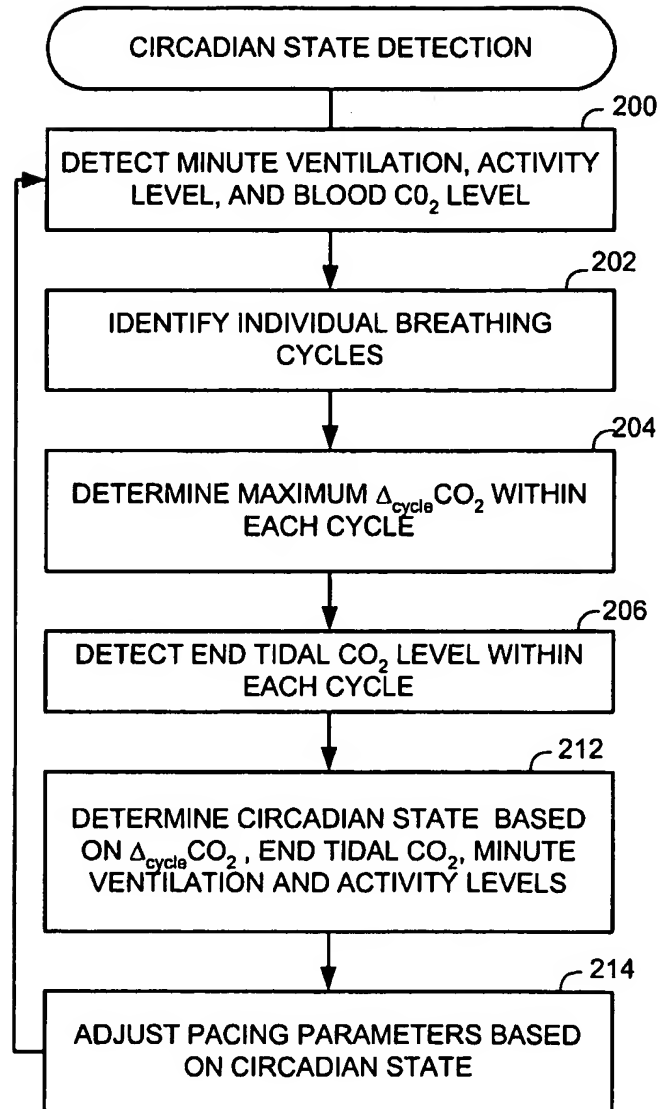 CIRCADIAN STATE DETECTION
200
DETECT MINUTE VENTILATION, ACTIVITY
LEVEL, AND BLOOD C0₂ LEVEL
202
IDENTIFY INDIVIDUAL BREATHING
CYCLES
204
DETERMINE MAXIMUM Δcycle CO₂ WITHIN
EACH CYCLE
206
DETECT END TIDAL CO₂ LEVEL WITHIN
EACH CYCLE
212
DETERMINE CIRCADIAN STATE BASED
ON Δcycle CO₂ , END TIDAL CO₂, MINUTE
VENTILATION AND ACTIVITY LEVELS
214
ADJUST PACING PARAMETERS BASED
ON CIRCADIAN STATE